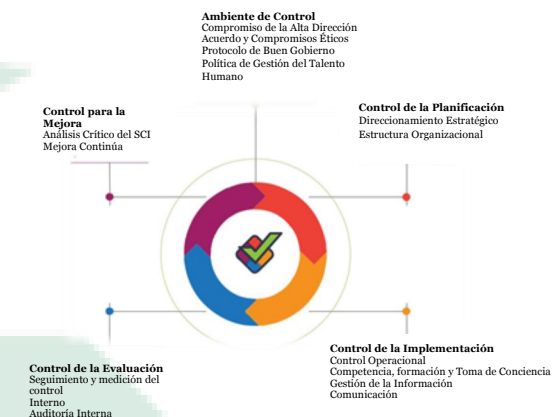 Ambiente de Control
Compromiso de la Alta Dirección
Acuerdo y Compromisos Éticos
Protocolo de Buen Gobierno
Política de Gestión del Talento
Humano
Control para la
Mejora
Análisis Crítico del SCI
Mejora Continúa
Control de la Planificación
Direccionamiento Estratégico
Estructura Organizacional
Control de la Evaluación
Seguimiento y medición del
control
Interno
Auditoría Interna
Control de la Implementación
Control Operacional
Competencia, formación y Toma de Conciencia
Gestión de la Información
Comunicación